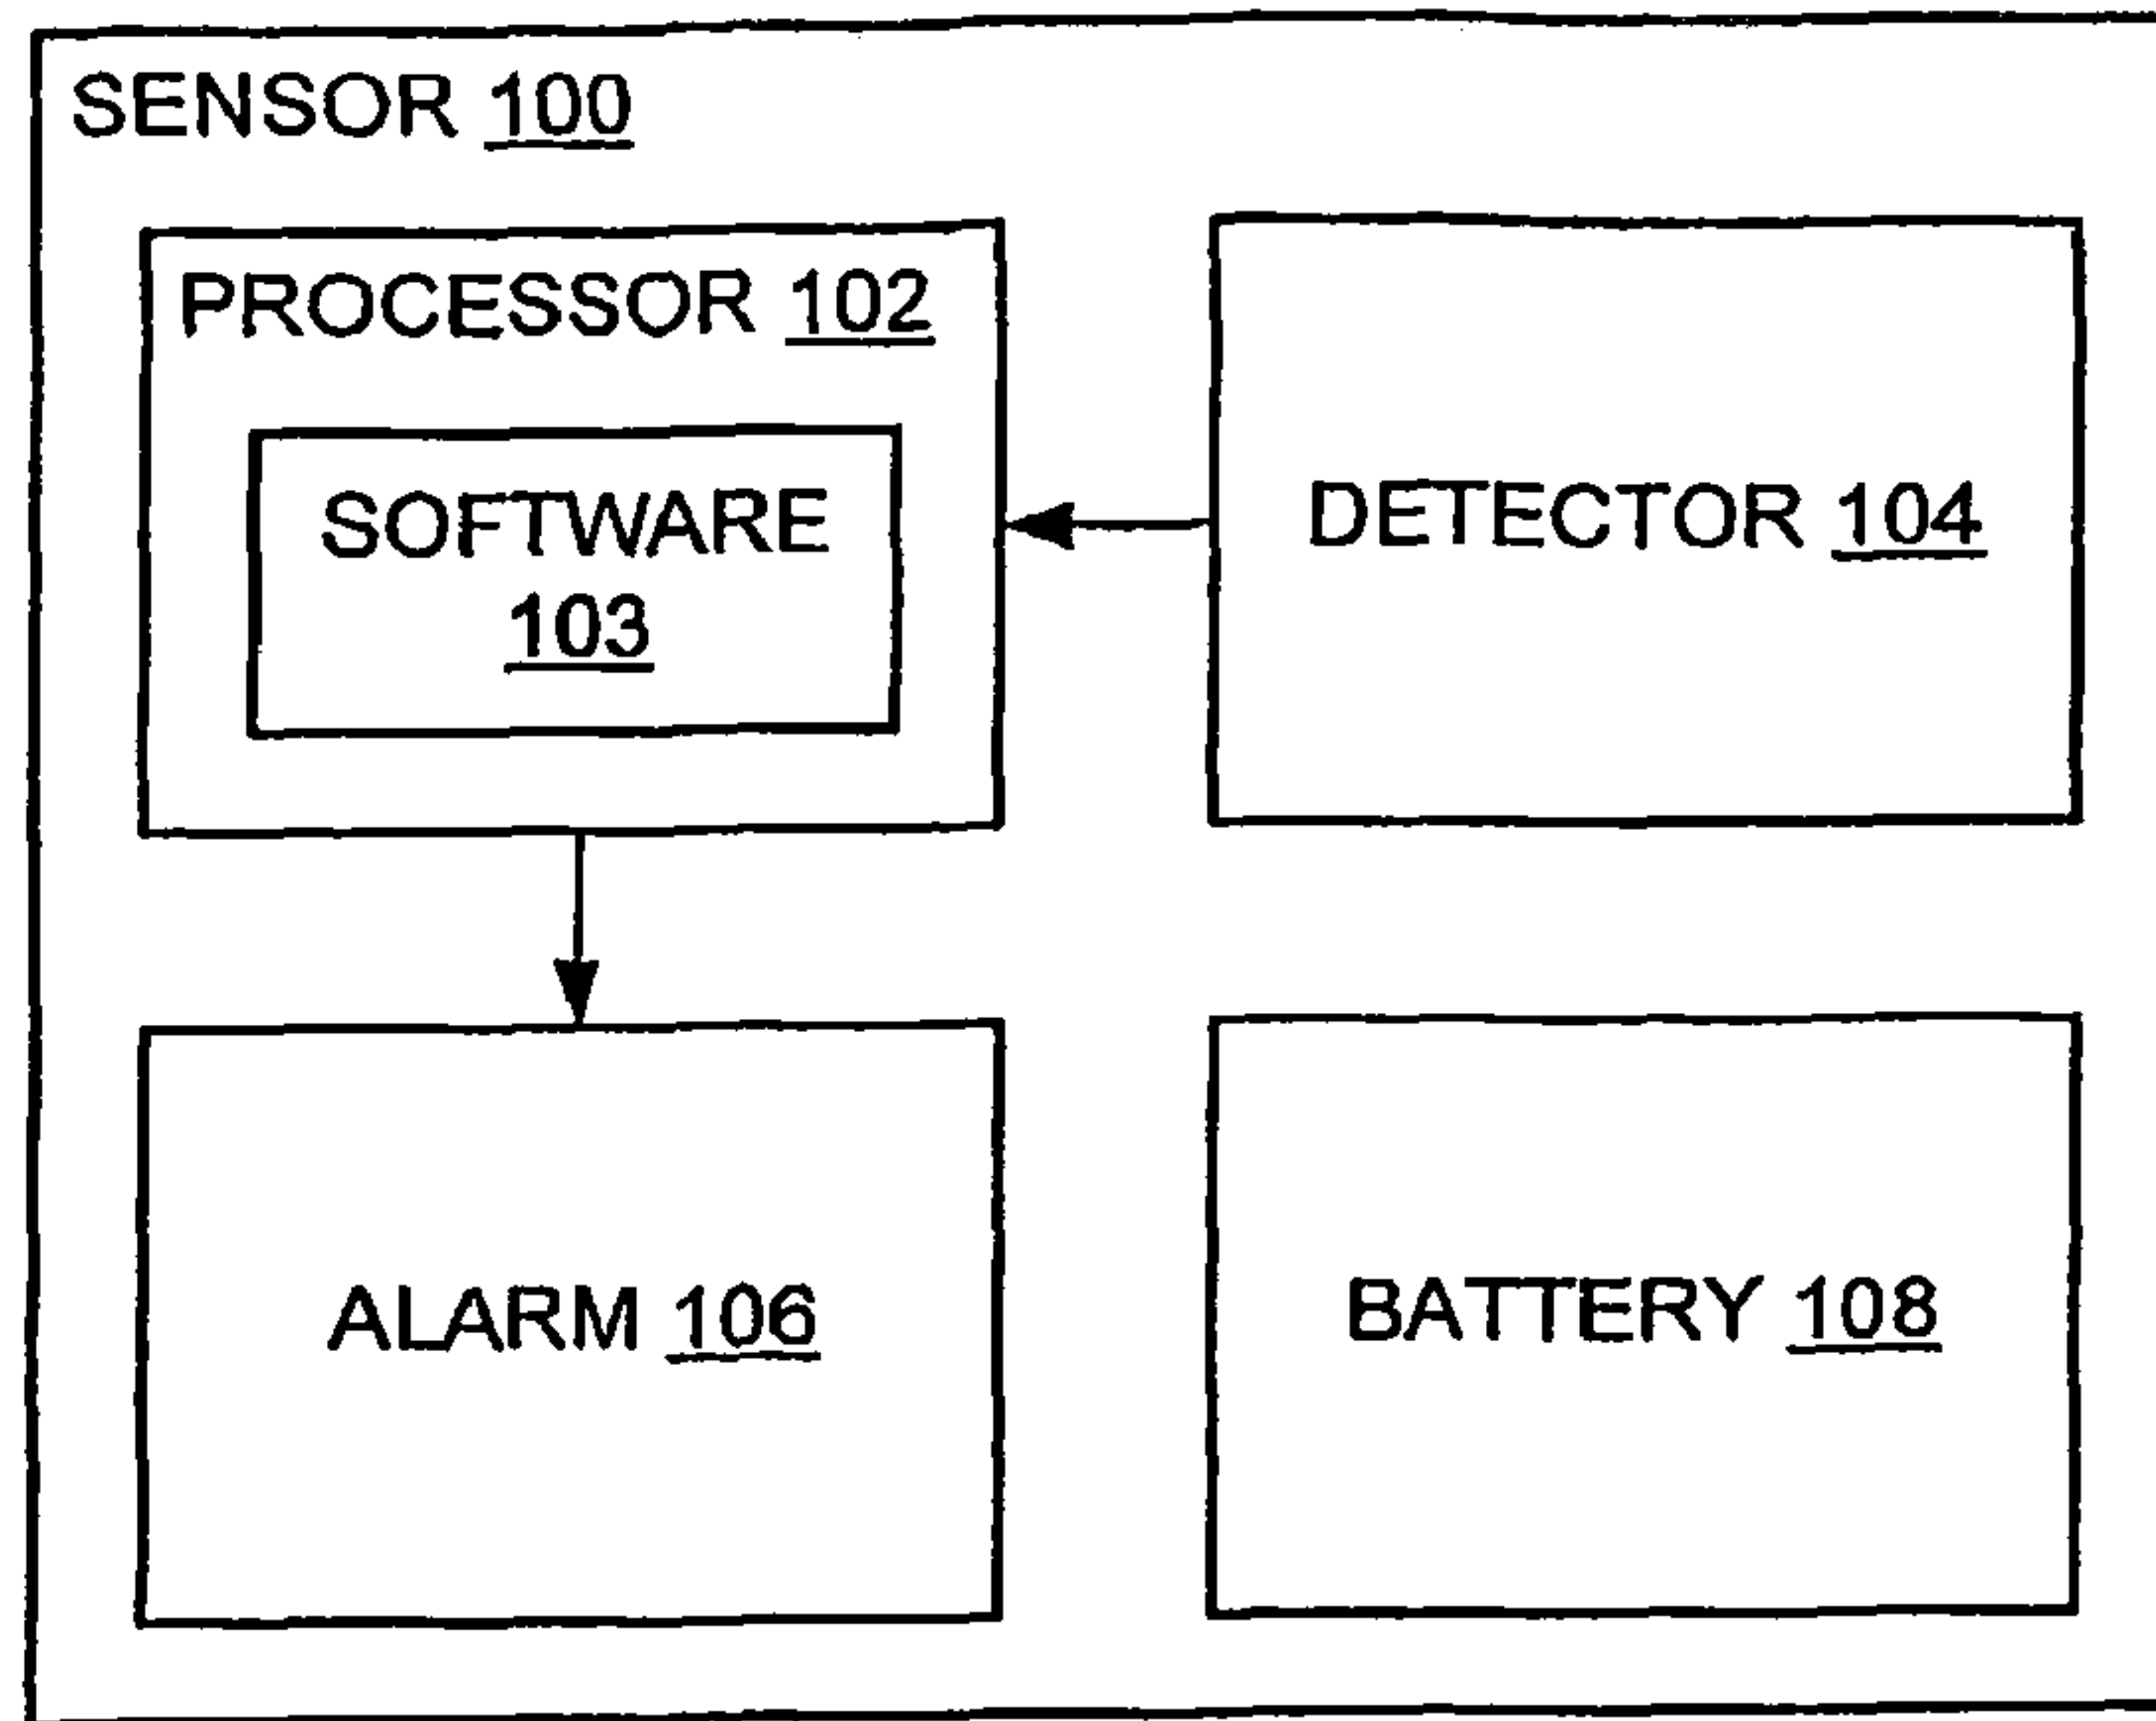 SENSOR 100
PROCESSOR 102
SOFTWARE
103
DETECTOR 104
ALARM 106
BATTERY 108